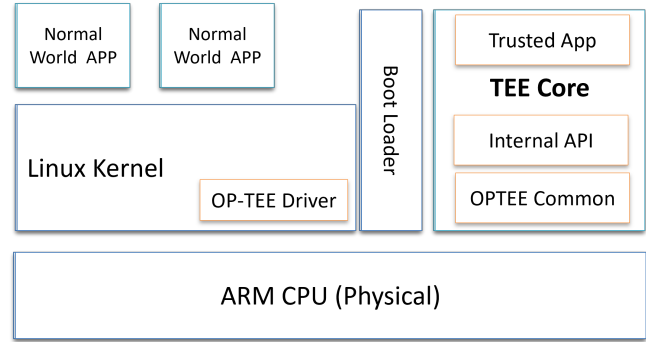 Normal
World APP
Normal
World APP
Linux Kernel
OP-TEE Driver
Boot Loader
Trusted App
TEE Core
Internal API
OPTEE Common
ARM CPU (Physical)